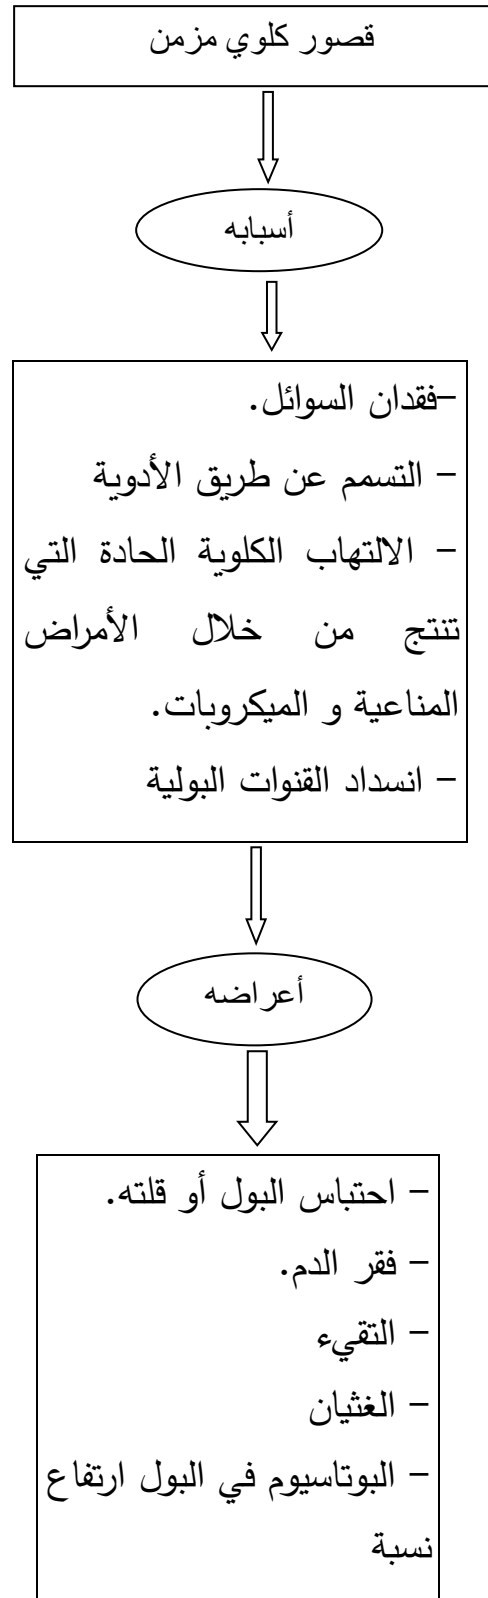 قصور كلوي مزمن
أسبابه
–فقدان السوائل.
– التسمم عن طريق الأدوية
– الالتهاب الكلوية الحادة التي
تنتج من خلال الأمراض
المناعية و الميكروبات.
– انسداد القنوات البولية
أعراضه
– احتباس البول أو قلته.
– فقر الدم.
– التقيء
– الغثيان
– البوتاسيوم في البول ارتفاع
نسبة